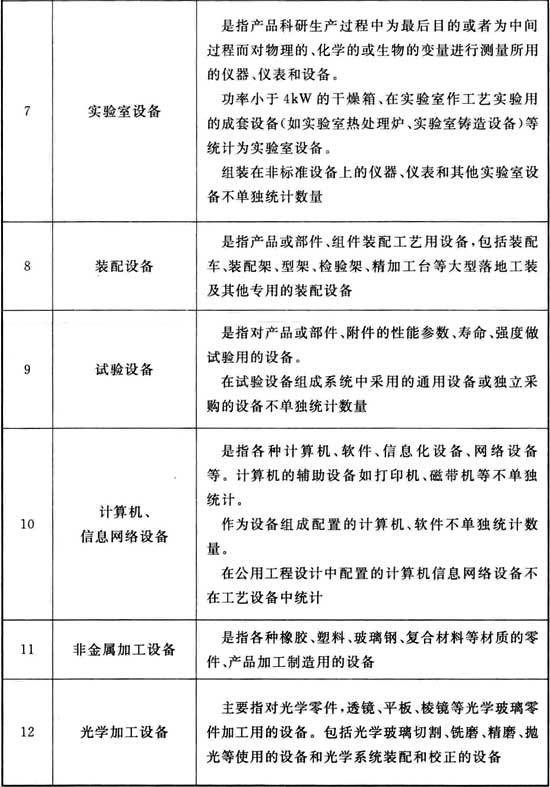 7
实验室设备
是指产品科研生产过程中为最后目的或者为中间
过程而对物理的、化学的或生物的变量进行测量所用
的仪器、仪表和设备。
功率小于4kW的干燥箱、在实验室作工艺实验用
的成套设备(如实验室热处理炉、实验室铸造设备)等
统计为实验室设备。
组装在非标准设备上的仪器、仪表和其他实验室设
备不单独统计数量
8
装配设备
是指产品或部件、组件装配工艺用设备,包括装配
车、装配架、型架、检验架、精加工台等大型落地工装
及其他专用的装配设备
9
试验设备
是指对产品或部件、附件的性能参数、寿命、强度做
试验用的设备。
在试验设备组成系统中采用的通用设备或独立采
购的设备不单独统计数量
10
计算机、
信息网络设备
是指各种计算机、软件、信息化设备、网络设备
等。计算机的辅助设备如打印机、磁带机等不单独
统计。
作为设备组成配置的计算机、软件不单独统计数
量。
在公用工程设计中配置的计算机信息网络设备不
在工艺设备中统计
11
非金属加工设备
是指各种橡胶、塑料、玻璃钢、复合材料等材质的零
件、产品加工制造用的设备
12
光学加工设备
主要指对光学零件,透镜、平板、棱镜等光学玻璃零
件加工用的设备。包括光学玻璃切割、铣磨、精磨、抛
光等使用的设备和光学系统装配和校正的设备